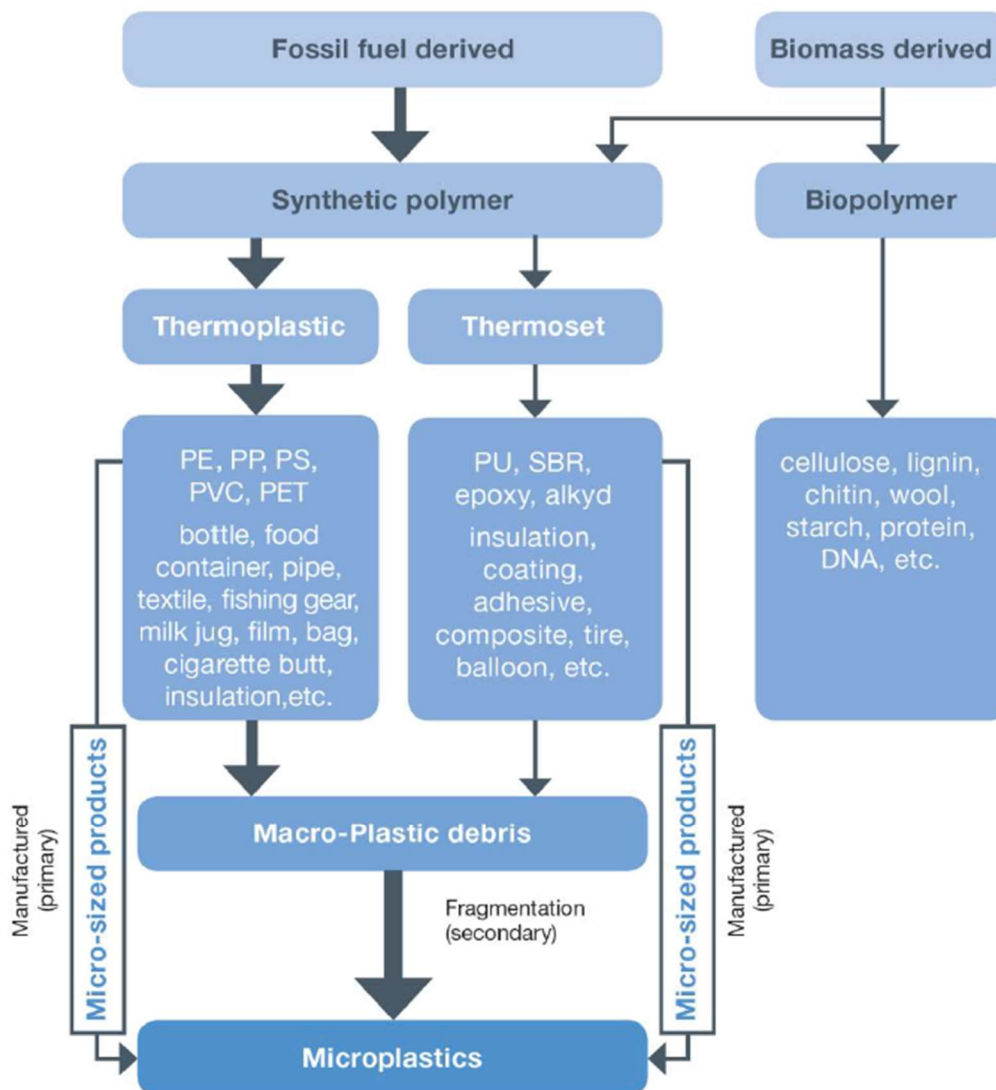 Fossil fuel derived
Biomass derived
Synthetic polymer
Biopolymer
Thermoplastic
Thermoset
PE, PP, PS,
PVC, PET
bottle, food
container, pipe,
textile, fishing gear,
milk jug, film, bag,
cigarette butt,
insulation,etc.
PU, SBR,
epoxy, alkyd
insulation,
coating,
adhesive,
composite, tire,
balloon, etc.
cellulose, lignin,
chitin, wool,
starch, protein,
DNA, etc.
Manufactured
(primary)
Micro-sized products
Macro-Plastic debris
Fragmentation
(secondary)
Micro-sized products
Manufactured
(primary)
Microplastics